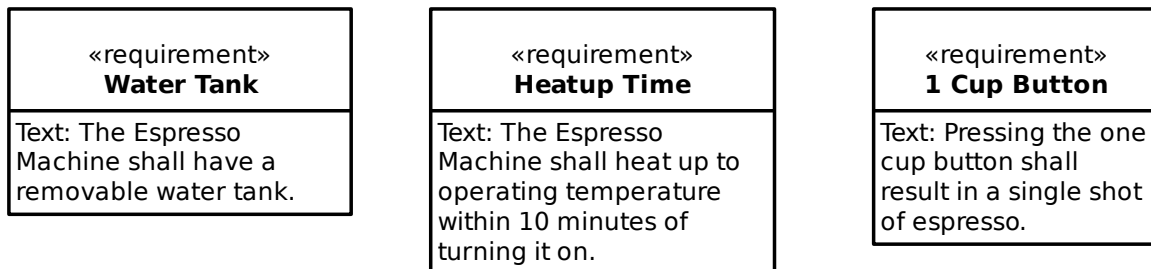 «requirement»
Water Tank
Text: The Espresso
Machine shall have a
removable water tank.
«requirement»
Heatup Time
Text: The Espresso
Machine shall heat up to
operating temperature
within 10 minutes of
turning it on.
«requirement»
1 Cup Button
Text: Pressing the one
cup button shall
result in a single shot
of espresso.